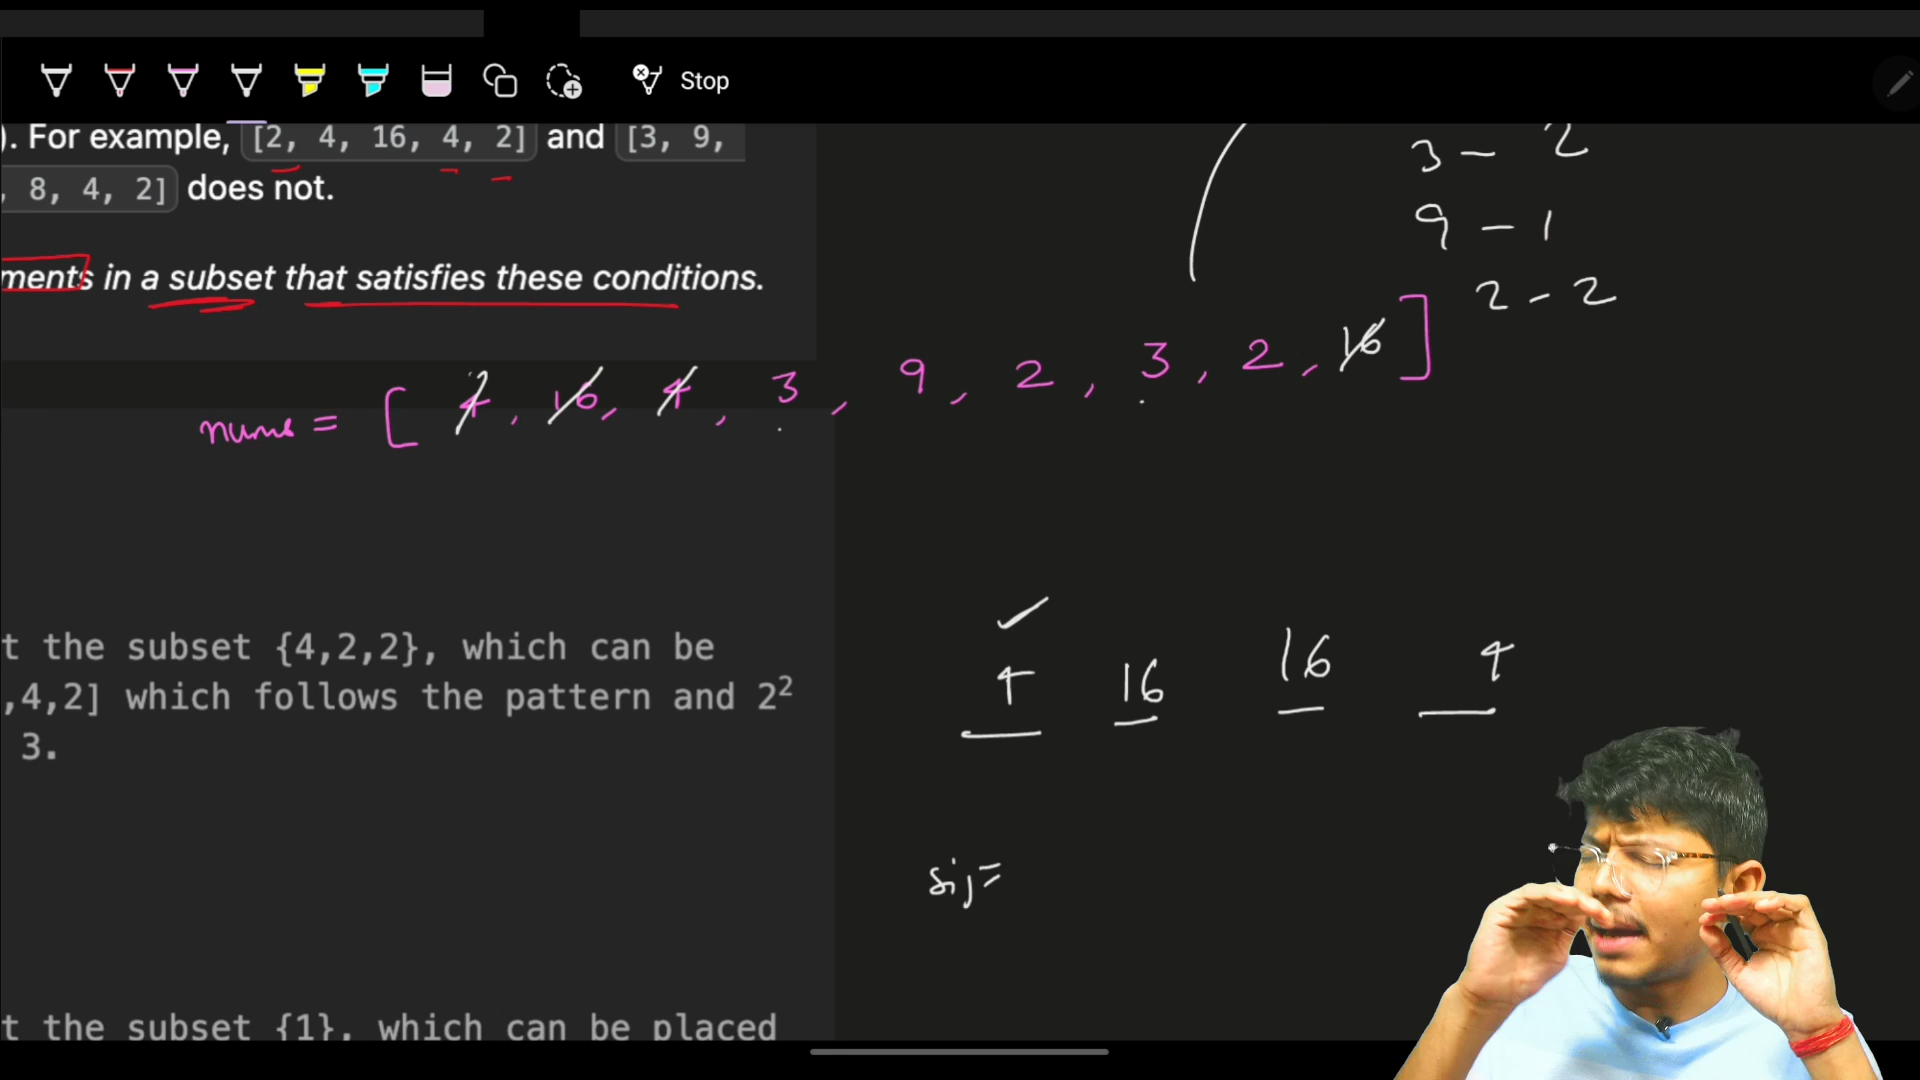 Stop
). For example, [2, 4, 16, 4, 2] and [3, 9,
, 8, 4, 2] does not.
ments in a subset that satisfies these conditions.
3 - 2
9 - 1
2 - 2
nums = [ 4, 16, 4, 3, 9, 2, 3, 2, 16 ]
t the subset {4,2,2}, which can be
,4,2] which follows the pattern and 2²
3.
4 16 16 4
t the subset {1}, which can be placed